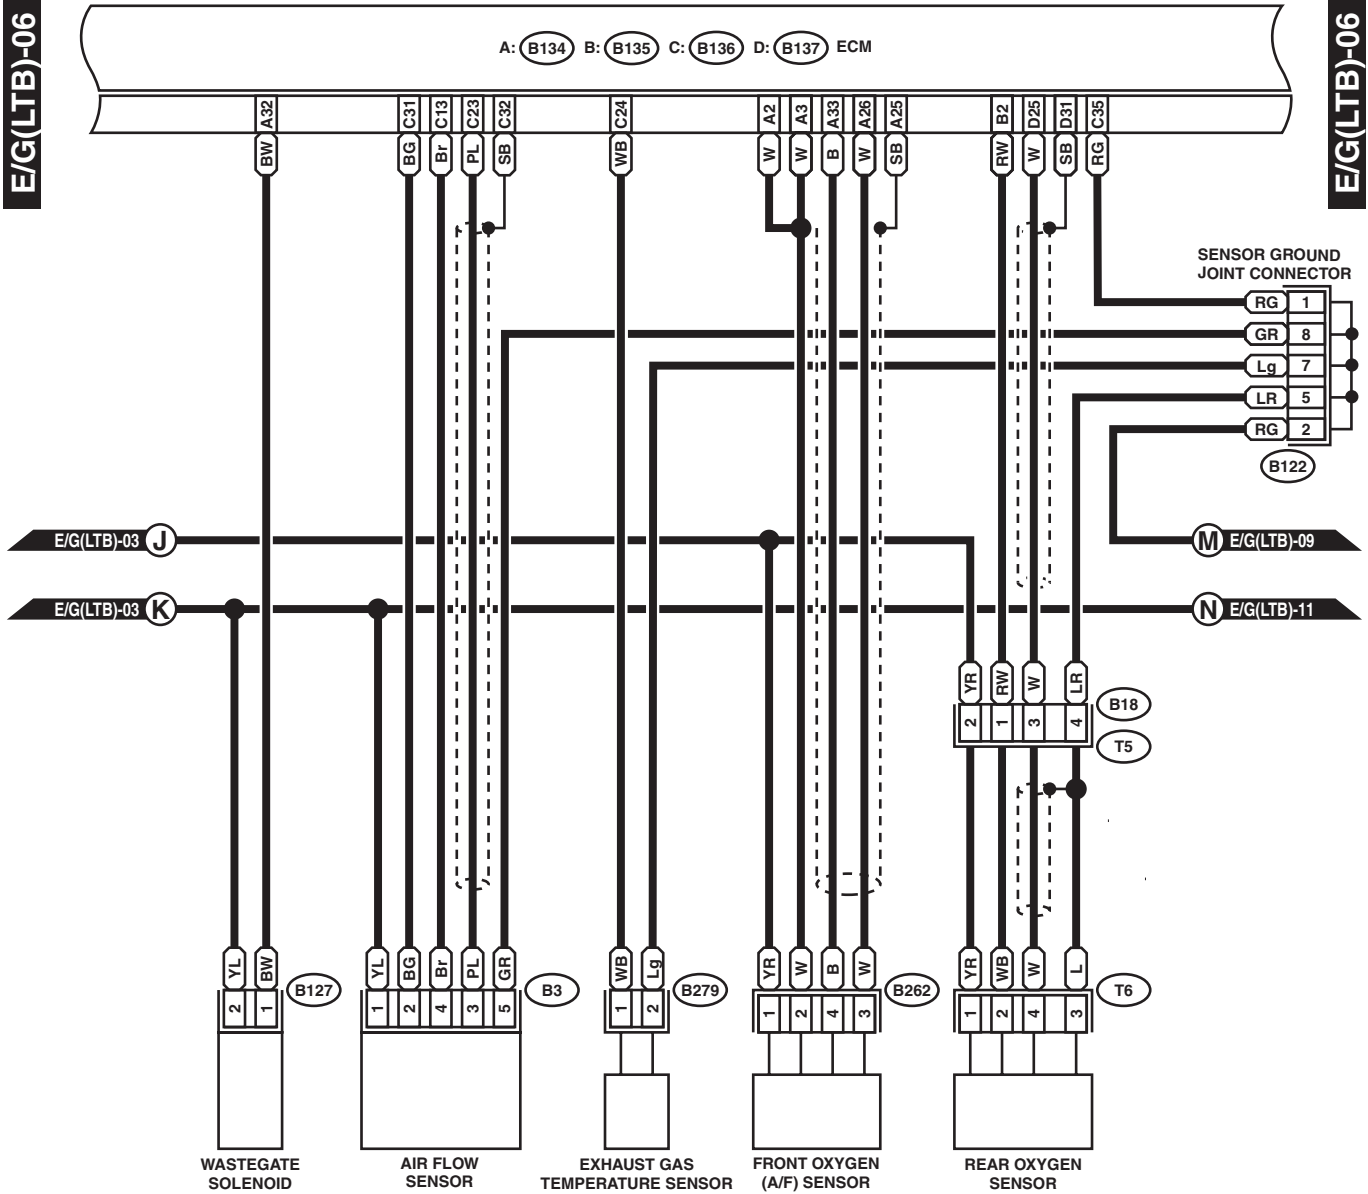 E/G(LTB)-06
E/G(LTB)-06
A: B134 B: B135 C: B136 D: B137 ECM
A32 C31 C13 C23 C32 C24 A2 A3 A33 A26 A25 B2 D25 D31 C35
BW BG Br PL SB WB W W B W SB RW W SB RG
SENSOR GROUND
JOINT CONNECTOR
RG 1
GR 8
Lg 7
LR 5
RG 2
B122
E/G(LTB)-03 J
M E/G(LTB)-09
E/G(LTB)-03 K
N E/G(LTB)-11
YR RW W LR
2 1 3 4
B18
T5
YL BW YL BG Br PL GR WB Lg YR W B W YR WB W L
B127 B3 B279 B262 T6
2 1 1 2 4 3 5 1 2 1 2 4 3 1 2 4 3
WASTEGATE
SOLENOID
AIR FLOW
SENSOR
EXHAUST GAS
TEMPERATURE SENSOR
FRONT OXYGEN
(A/F) SENSOR
REAR OXYGEN
SENSOR